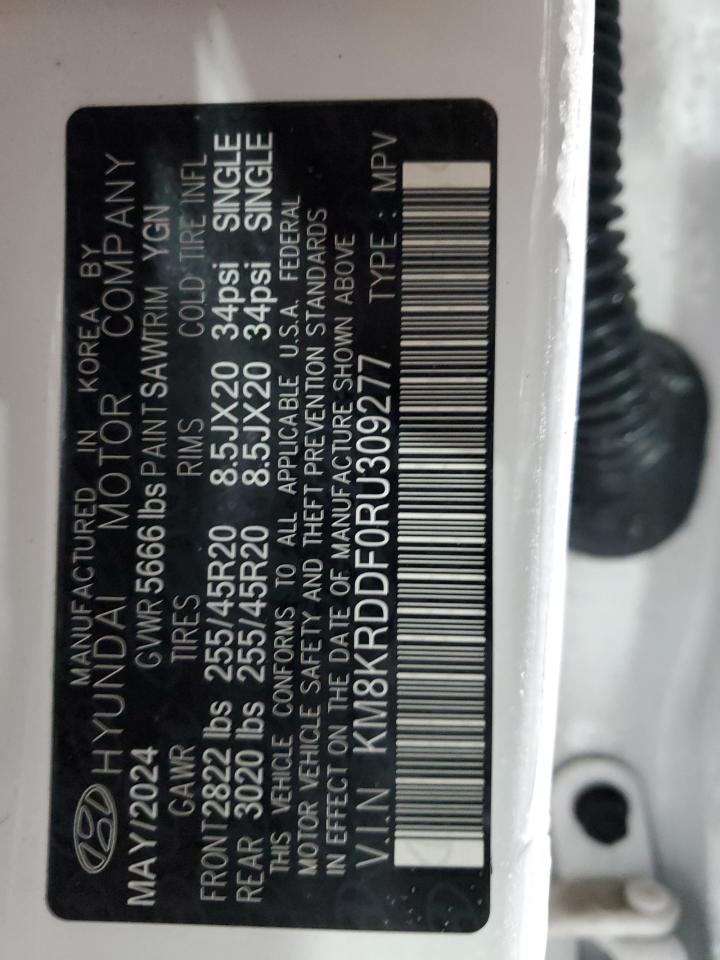 MANUFACTURED IN KOREA BY
HYUNDAI MOTOR COMPANY
MAY/2024 GVWR 5666 lbs PAINT SAW TRIM YGN
GAWR TIRES RIMS COLD TIRE INFL
FRONT 2822 lbs 255/45R20 8.5JX20 34psi SINGLE
REAR 3020 lbs 255/45R20 8.5JX20 34psi SINGLE
THIS VEHICLE CONFORMS TO ALL APPLICABLE U.S.A. FEDERAL
MOTOR VEHICLE SAFETY AND THEFT PREVENTION STANDARDS
IN EFFECT ON THE DATE OF MANUFACTURE SHOWN ABOVE
V.I.N KM8KRDDF0RU309277 TYPE : MPV